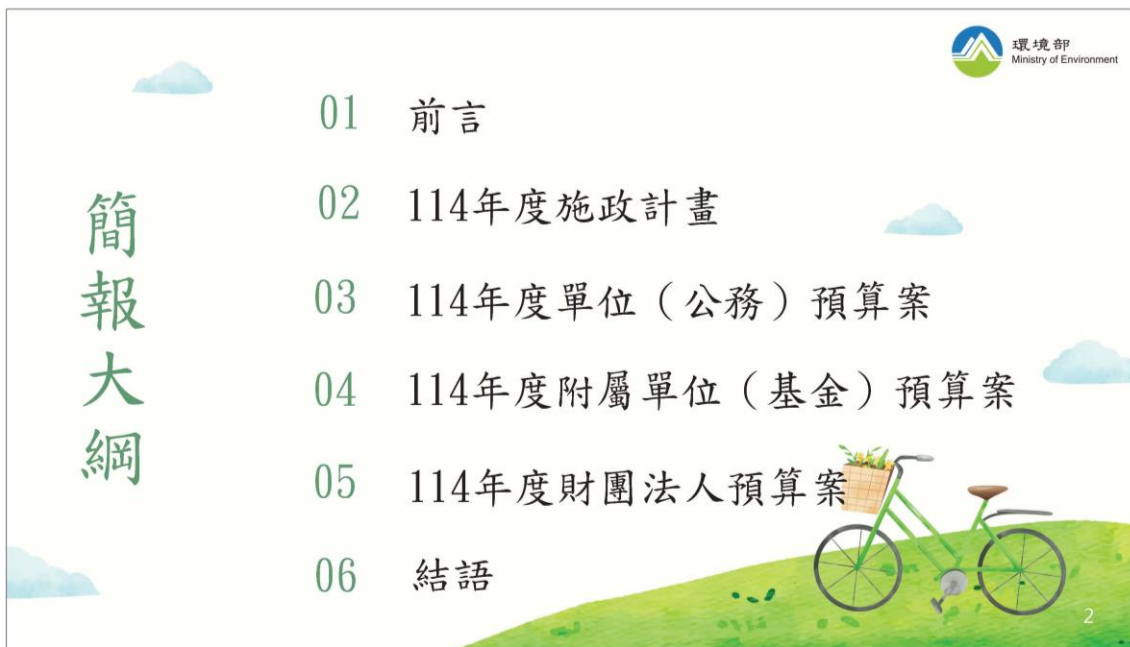 環境部
Ministry of Environment
簡報大綱
01 前言
02 114年度施政計畫
03 114年度單位（公務）預算案
04 114年度附屬單位（基金）預算案
05 114年度財團法人預算案
06 結語
2